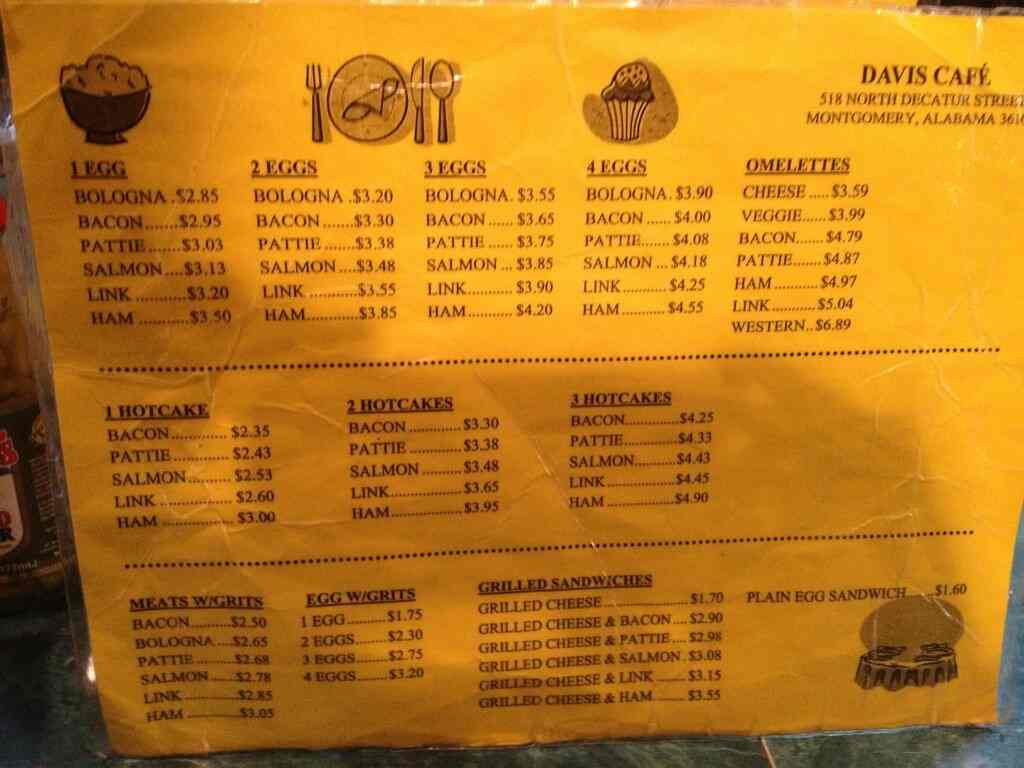 DAVIS CAFÉ
518 NORTH DECATUR STREET
MONTGOMERY, ALABAMA
1 EGG
BOLOGNA .$2.85
BACON........$2.95
PATTIE .......$3.03
SALMON....$3.13
LINK ...........$3.20
HAM ...........$3.50
2 EGGS
BOLOGNA .$3.20
BACON .......$3.30
PATTIE .......$3.38
SALMON ....$3.48
LINK ..........$3.55
HAM............$3.85
3 EGGS
BOLOGNA. $3.55
BACON ....... $3.65
PATTIE ....... $3.75
SALMON ... $3.85
LINK .......... $3.90
HAM........... $4.20
4 EGGS
BOLOGNA. $3.90
BACON ...... $4.00
PATTIE....... $4.08
SALMON ... $4.18
LINK .......... $4.25
HAM ........... $4.55
OMELETTES
CHEESE ..... $3.59
VEGGIE...... $3.99
BACON....... $4.79
PATTIE....... $4.87
HAM ........... $4.97
LINK ...........$5.04
WESTERN..$6.89
1 HOTCAKE
BACON............. $2.35
PATTIE .............. $2.43
SALMON........... $2.53
LINK ................. $2.60
HAM .................. $3.00
2 HOTCAKES
BACON ............. $3.30
PATTIE .............. $3.38
SALMON .......... $3.48
LINK.................. $3.65
HAM.................. $3.95
3 HOTCAKES
BACON.............$4.25
PATTIE..............$4.33
SALMON..........$4.43
LINK.................$4.45
HAM .................$4.90
MEATS W/GRITS
BACON...........$2.50
BOLOGNA ....$2.65
PATTIE ..........$2.68
SALMON.......$2.78
LINK ..............$2.85
HAM ..............$3.05
EGG W/GRITS
1 EGG..........$1.75
2 EGGS........$2.30
3 EGGS........$2.75
4 EGGS........$3.20
GRILLED SANDWICHES
GRILLED CHEESE .....................$1.70
GRILLED CHEESE & BACON ...$2.90
GRILLED CHEESE & PATTIE ....$2.98
GRILLED CHEESE & SALMON. $3.08
GRILLED CHEESE & LINK ....... $3.15
GRILLED CHEESE & HAM ....... $3.55
PLAIN EGG SANDWICH.......$1.60